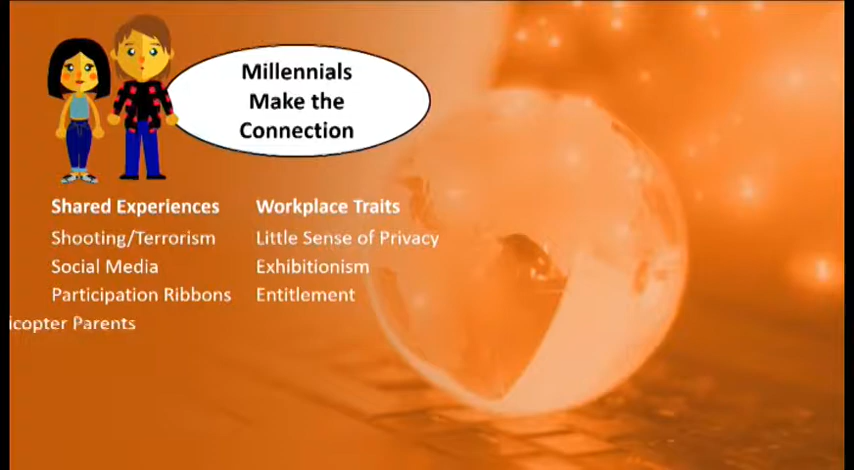 Millennials
Make the
Connection
Shared Experiences Workplace Traits
Shooting/Terrorism Little Sense of Privacy
Social Media Exhibitionism
Participation Ribbons Entitlement
icopter Parents